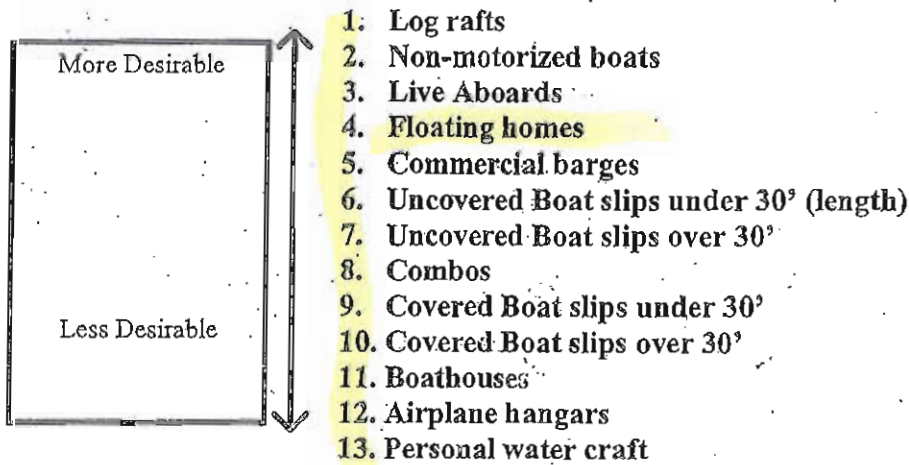 More Desirable
Less Desirable
1. Log rafts
2. Non-motorized boats
3. Live Aboards
4. Floating homes
5. Commercial barges
6. Uncovered Boat slips under 30' (length)
7. Uncovered Boat slips over 30'
8. Combos
9. Covered Boat slips under 30'
10. Covered Boat slips over 30'
11. Boathouses
12. Airplane hangars
13. Personal water craft